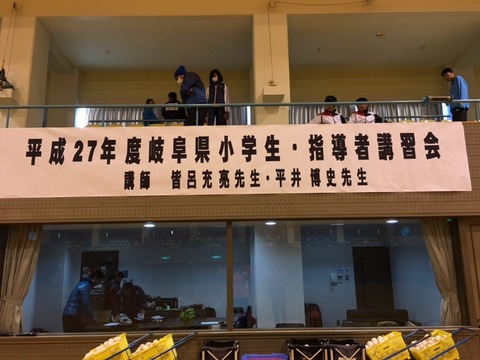 平成27年度岐阜県小学生・指導者講習会
講師　皆呂充亮先生・平井 博史先生